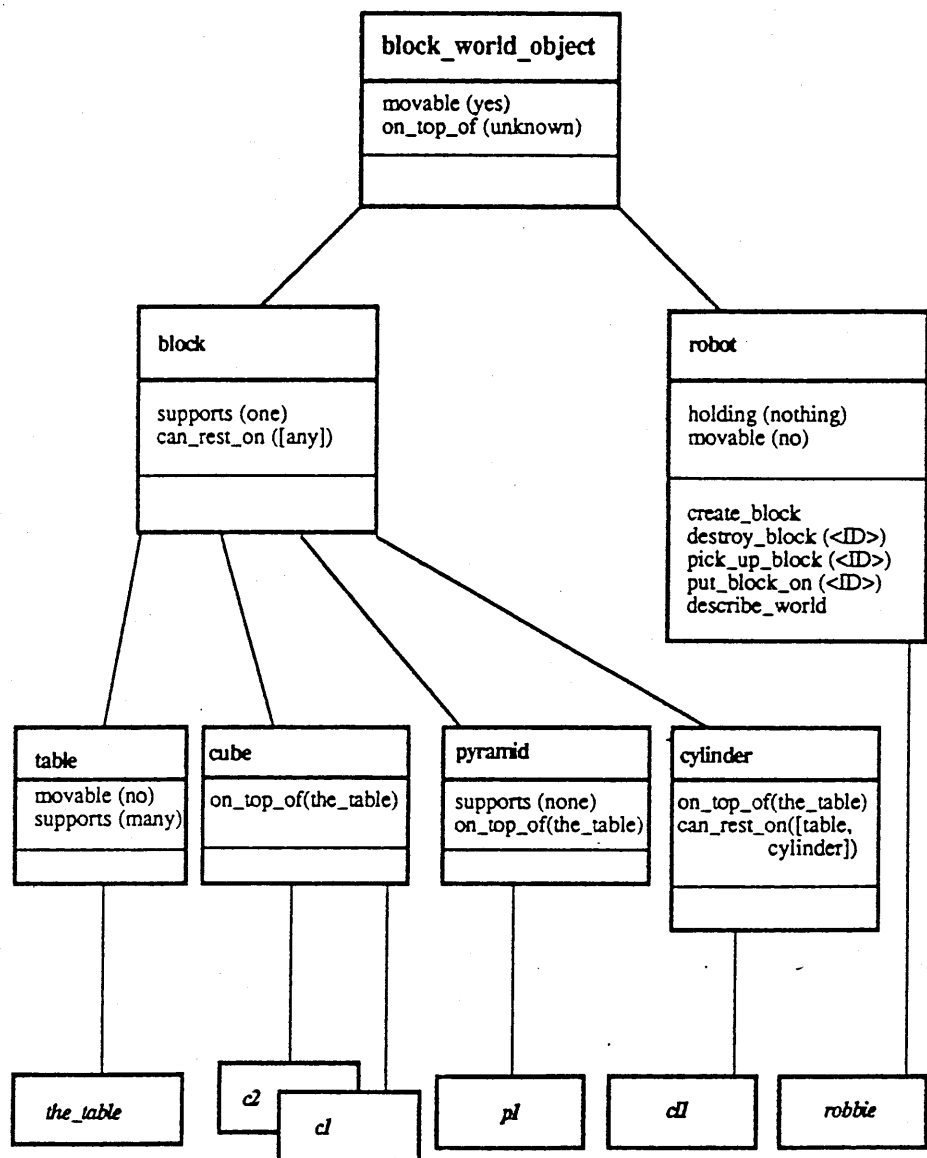 block_world_object
movable (yes)
on_top_of (unknown)
block
supports (one)
can_rest_on ([any])
robot
holding (nothing)
movable (no)
create_block
destroy_block (<ID>)
pick_up_block (<ID>)
put_block_on (<ID>)
describe_world
table
movable (no)
supports (many)
cube
on_top_of(the_table)
pyramid
supports (none)
on_top_of(the_table)
cylinder
on_top_of(the_table)
can_rest_on([table,
cylinder])
the_table
c2
c1
p1
cl1
robbie